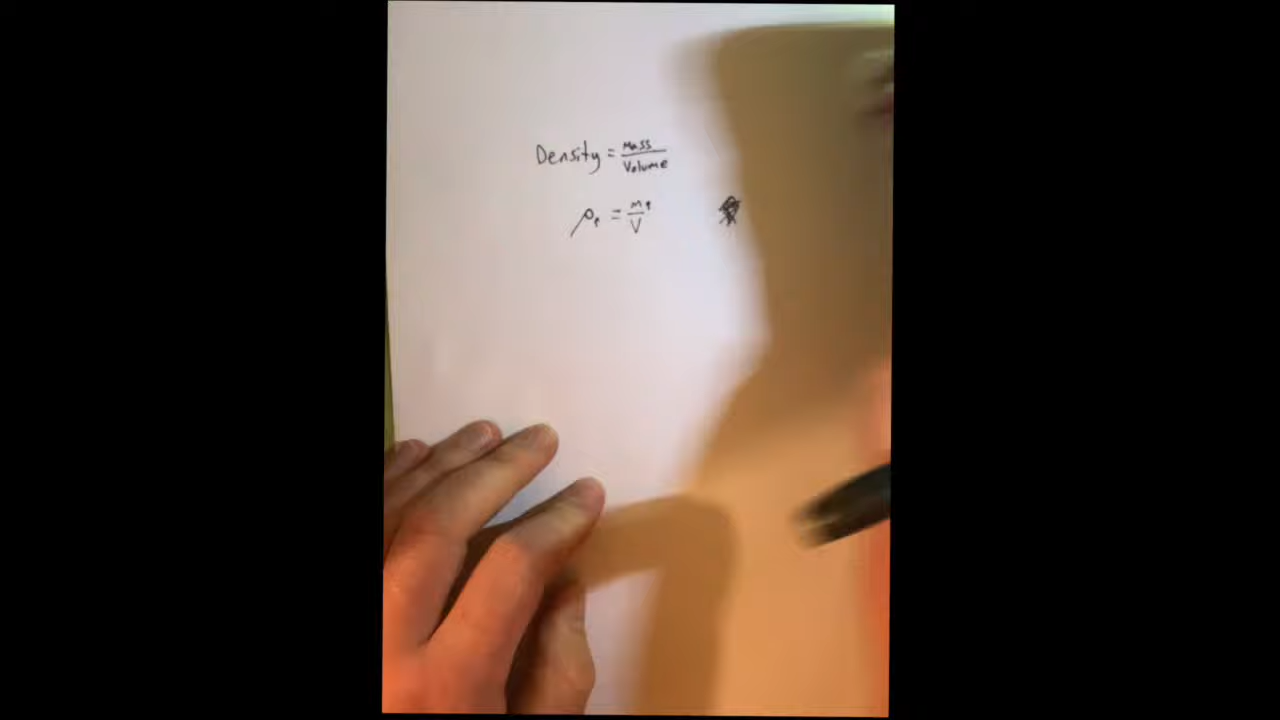 Density = Mass / Volume
ρ = m / V